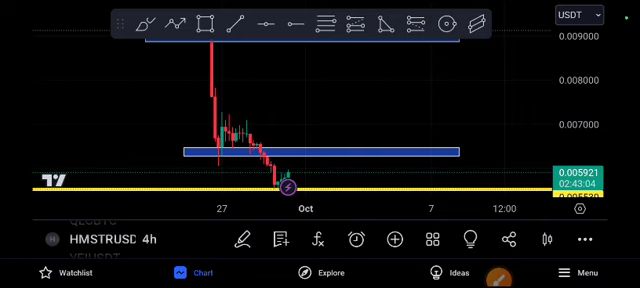 USDT
0.009000
0.008000
0.007000
0.005921
02:43:04
27 Oct 7 12:00
HMSTRUSD 4h
YFIUSDT
Watchlist Chart Explore Ideas Menu